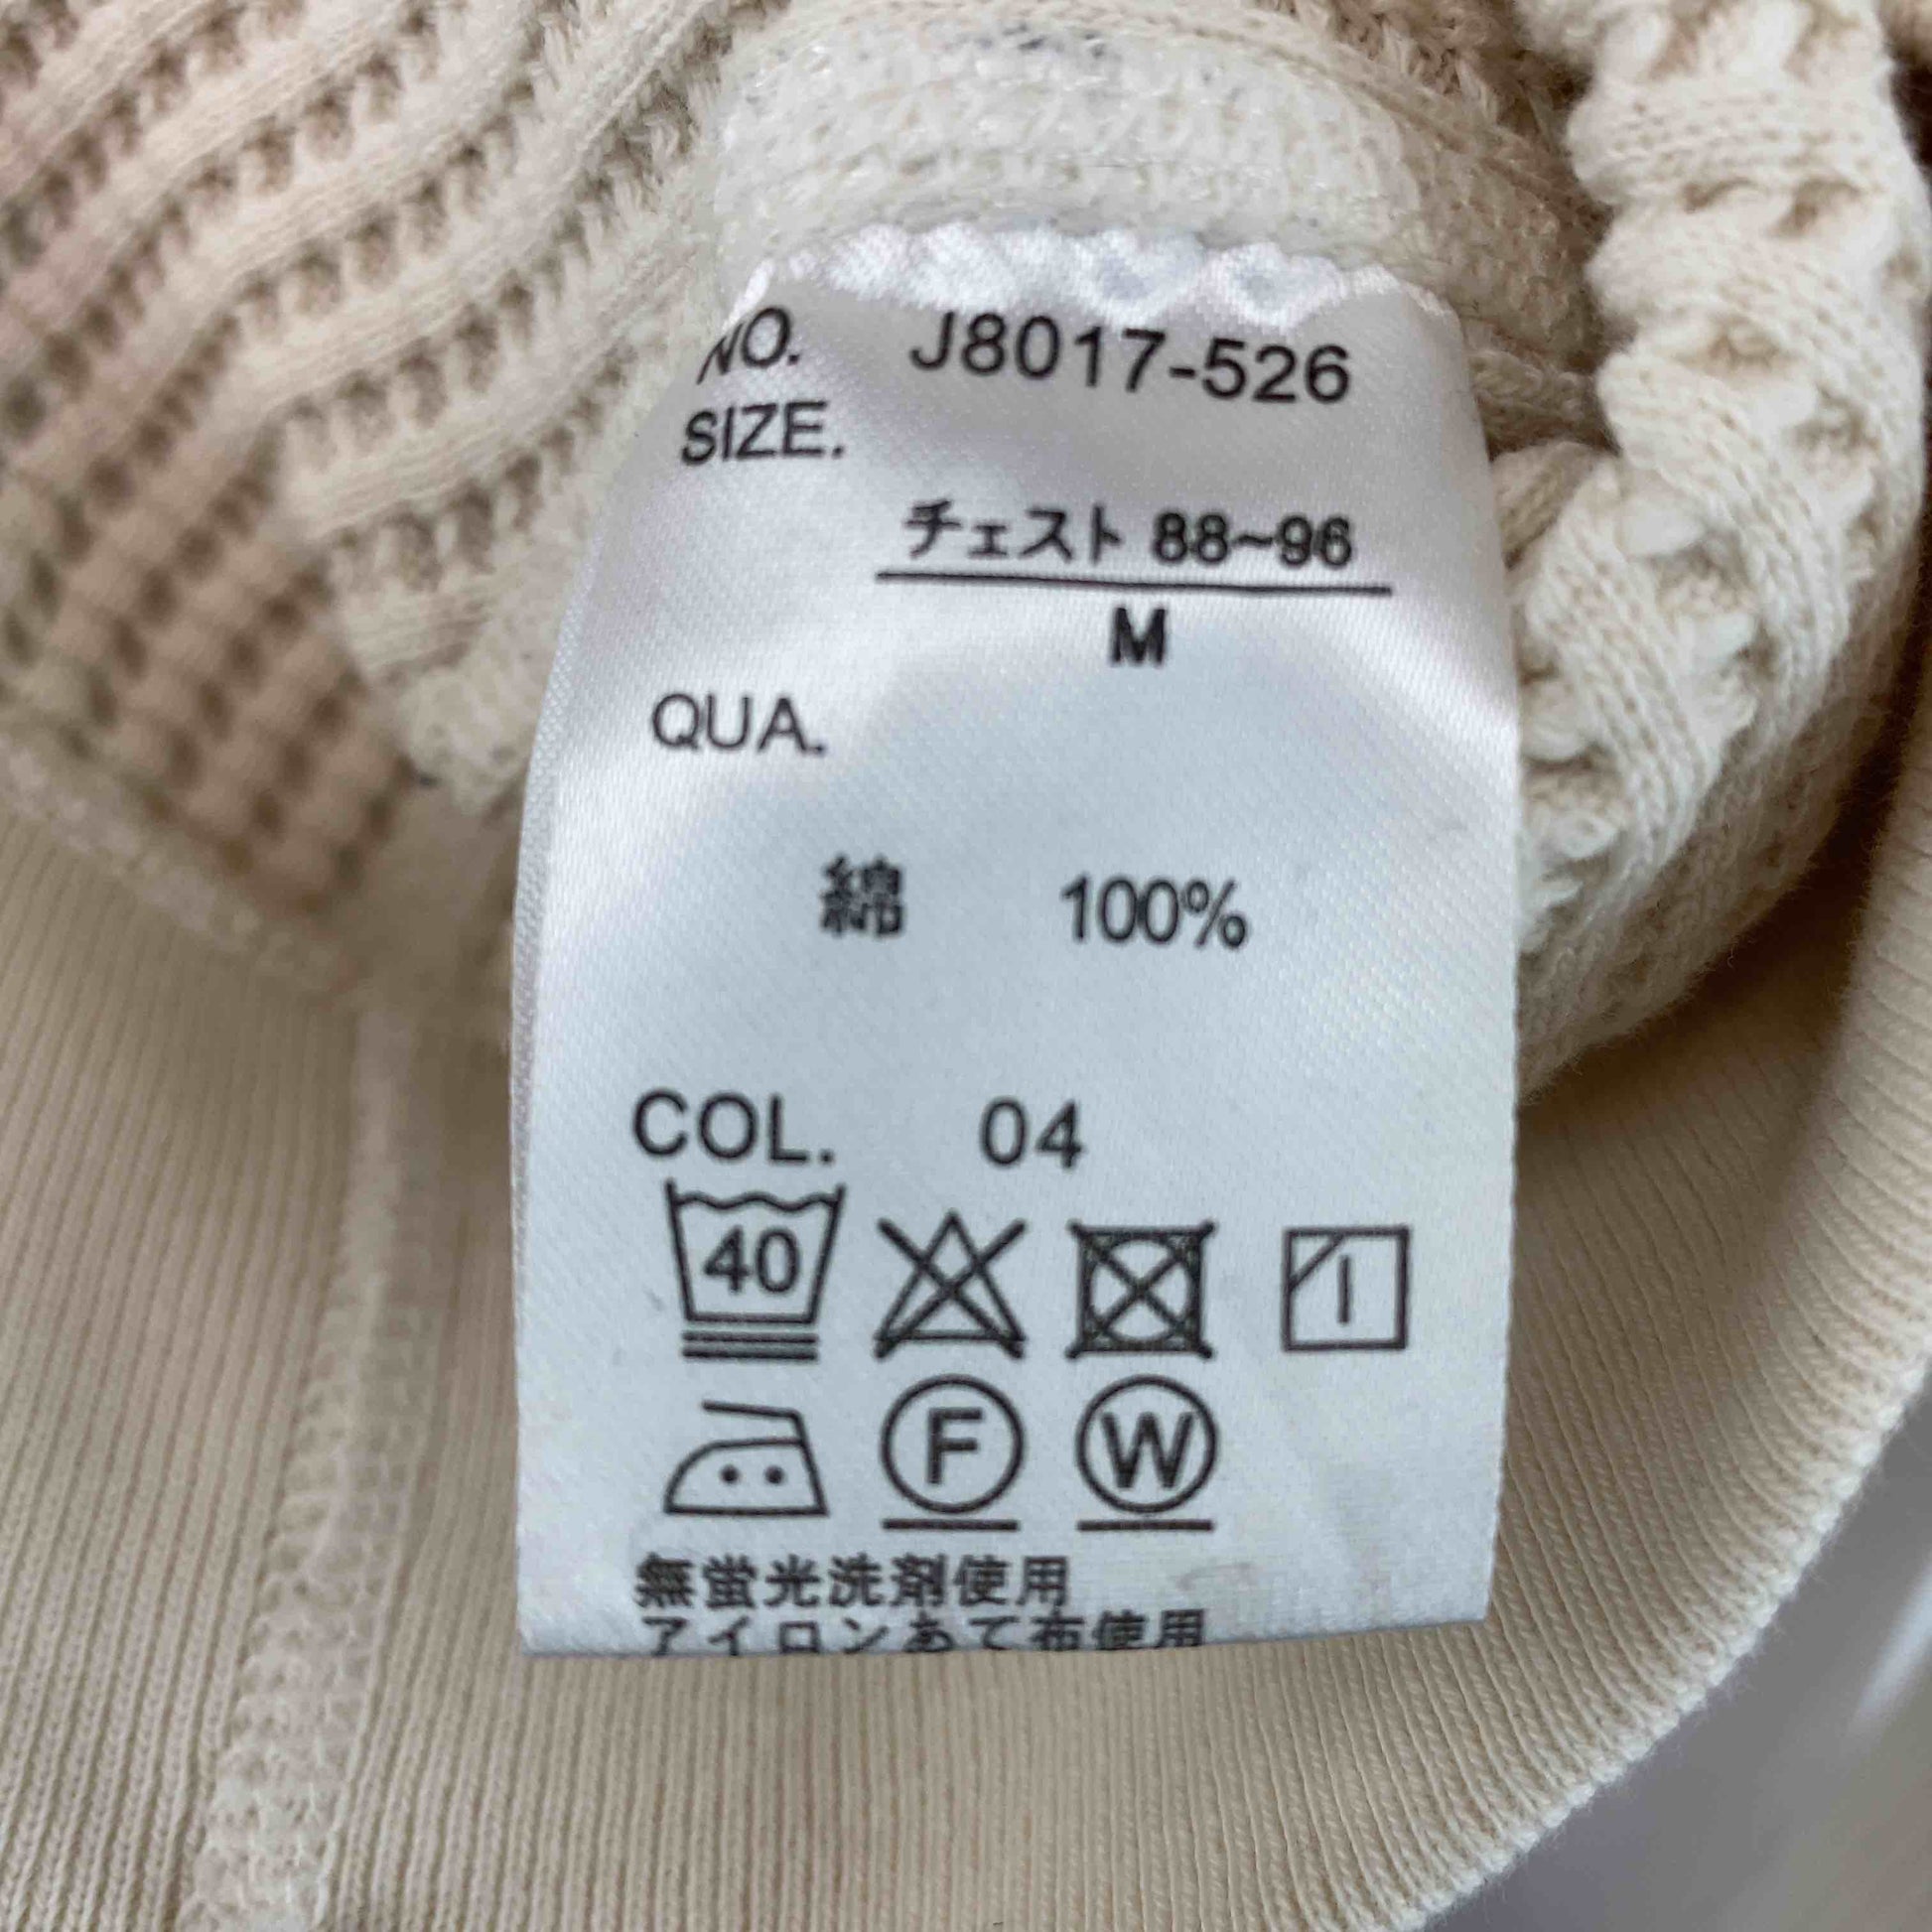 NO. J8017-526
SIZE.
チェスト 88~96
M
QUA.
綿 100%
COL. 04
40
F W
無蛍光洗剤使用
アイロンあて布使用